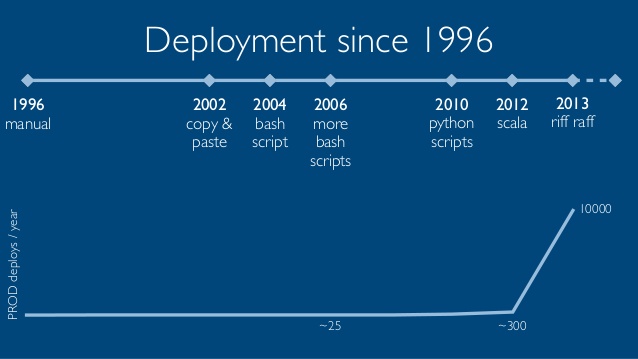 Deployment since 1996
1996
manual
2002
copy &
paste
2004
bash
script
2006
more
bash
scripts
2010
python
scripts
2012
scala
2013
riff raff
PROD deploys / year
~25
~300
10000